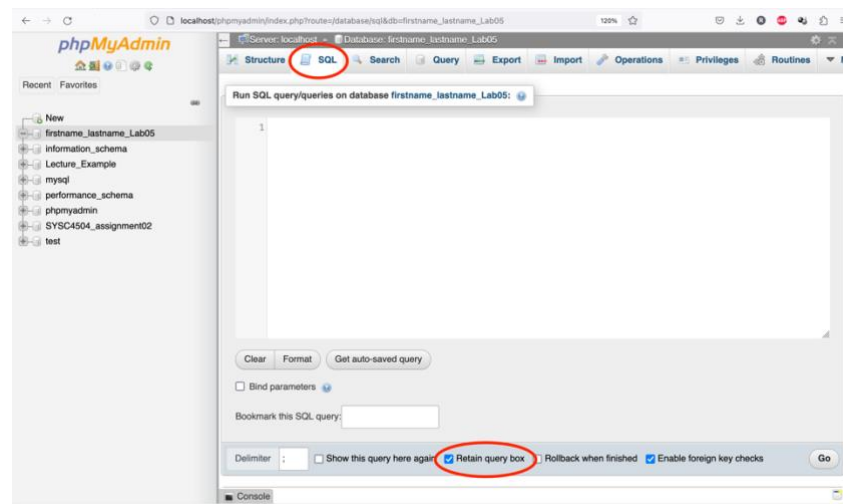 localhost/phpmyadmin/index.php?route=/database/sql&db=firstname_lastname_Lab05
120%
phpMyAdmin
Recent Favorites
New
firstname_lastname_Lab05
information_schema
Lecture_Example
mysql
performance_schema
phpmyadmin
SYSC4504_assignment02
test
Server: localhost » Database: firstname_lastname_Lab05
Structure SQL Search Query Export Import Operations Privileges Routines
Run SQL query/queries on database firstname_lastname_Lab05:
1
Clear Format Get auto-saved query
Bind parameters
Bookmark this SQL query:
Delimiter ; Show this query here again Retain query box Rollback when finished Enable foreign key checks Go
Console